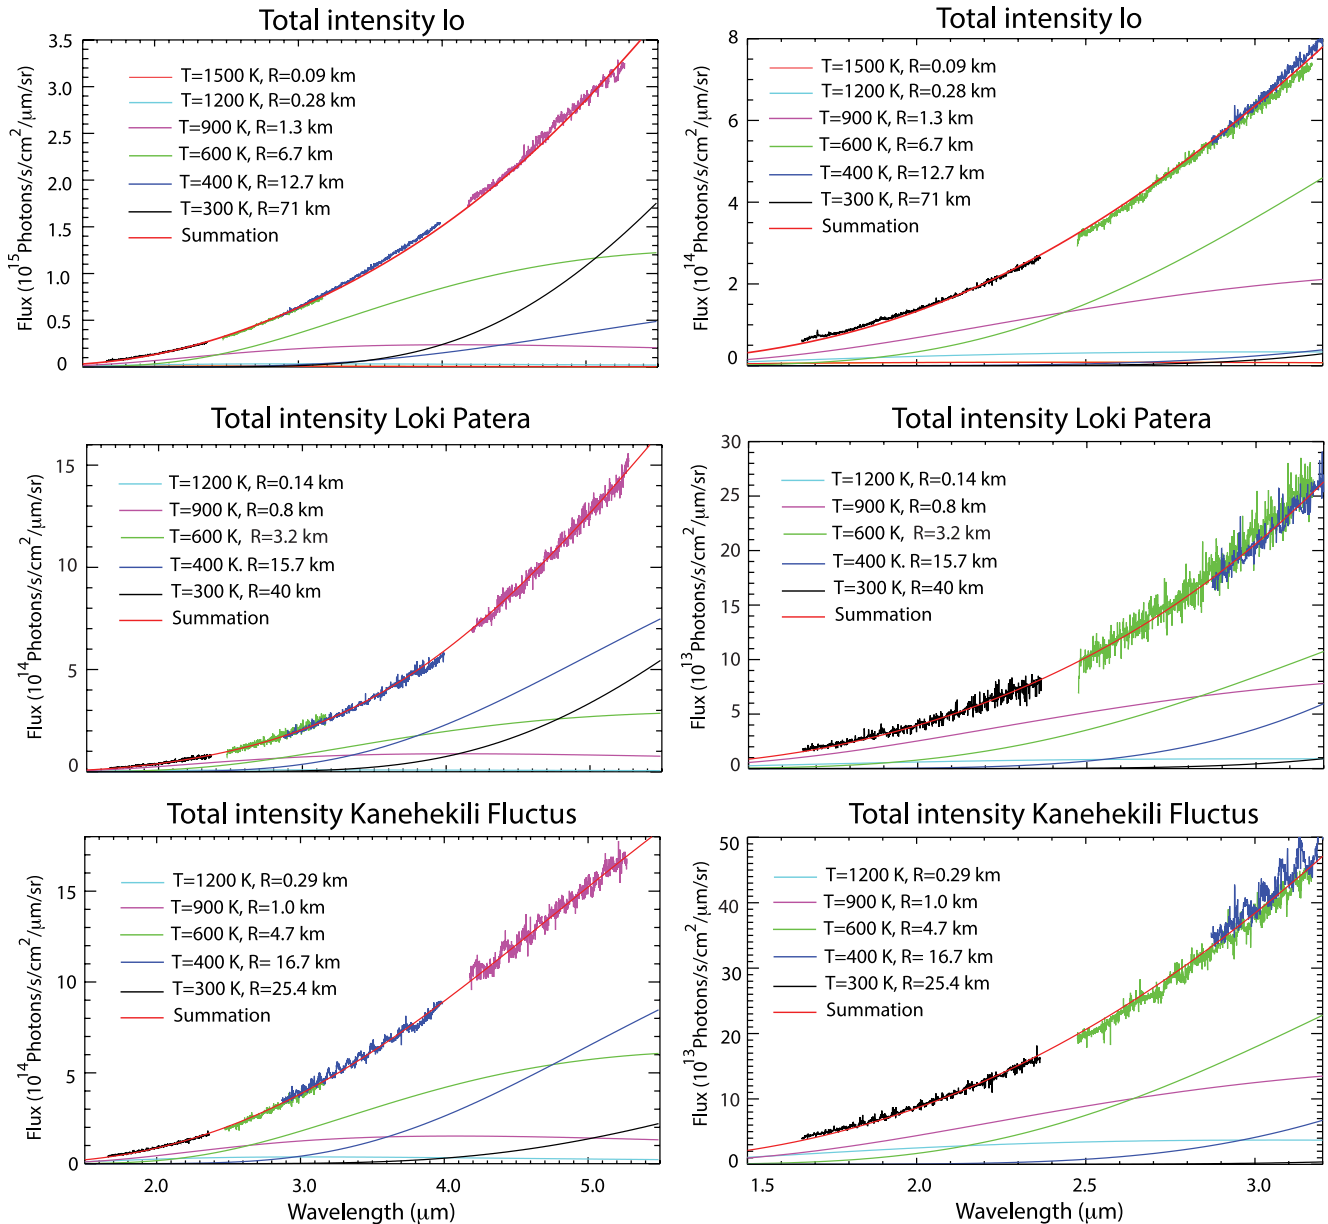 Total intensity Io
3.5
3.0
2.5
2.0
1.5
1.0
0.5
0
Flux (10^15 Photons/s/cm^2/μm/sr)
T=1500 K, R=0.09 km
T=1200 K, R=0.28 km
T=900 K, R=1.3 km
T=600 K, R=6.7 km
T=400 K, R=12.7 km
T=300 K, R=71 km
Summation
Total intensity Io
8
6
4
2
0
Flux (10^14 Photons/s/cm^2/μm/sr)
T=1500 K, R=0.09 km
T=1200 K, R=0.28 km
T=900 K, R=1.3 km
T=600 K, R=6.7 km
T=400 K, R=12.7 km
T=300 K, R=71 km
Summation
Total intensity Loki Patera
15
10
5
0
Flux (10^14 Photons/s/cm^2/μm/sr)
T=1200 K, R=0.14 km
T=900 K, R=0.8 km
T=600 K, R=3.2 km
T=400 K. R=15.7 km
T=300 K, R=40 km
Summation
Total intensity Loki Patera
30
25
20
15
10
5
0
Flux (10^13 Photons/s/cm^2/μm/sr)
T=1200 K, R=0.14 km
T=900 K, R=0.8 km
T=600 K, R=3.2 km
T=400 K. R=15.7 km
T=300 K, R=40 km
Summation
Total intensity Kanehekili Fluctus
15
10
5
0
Flux (10^14 Photons/s/cm^2/μm/sr)
T=1200 K, R=0.29 km
T=900 K, R=1.0 km
T=600 K, R=4.7 km
T=400 K, R= 16.7 km
T=300 K, R=25.4 km
Summation
2.0 3.0 4.0 5.0
Wavelength (μm)
Total intensity Kanehekili Fluctus
50
40
30
20
10
0
Flux (10^13 Photons/s/cm^2/μm/sr)
T=1200 K, R=0.29 km
T=900 K, R=1.0 km
T=600 K, R=4.7 km
T=400 K, R= 16.7 km
T=300 K, R=25.4 km
Summation
1.5 2.0 2.5 3.0
Wavelength (μm)